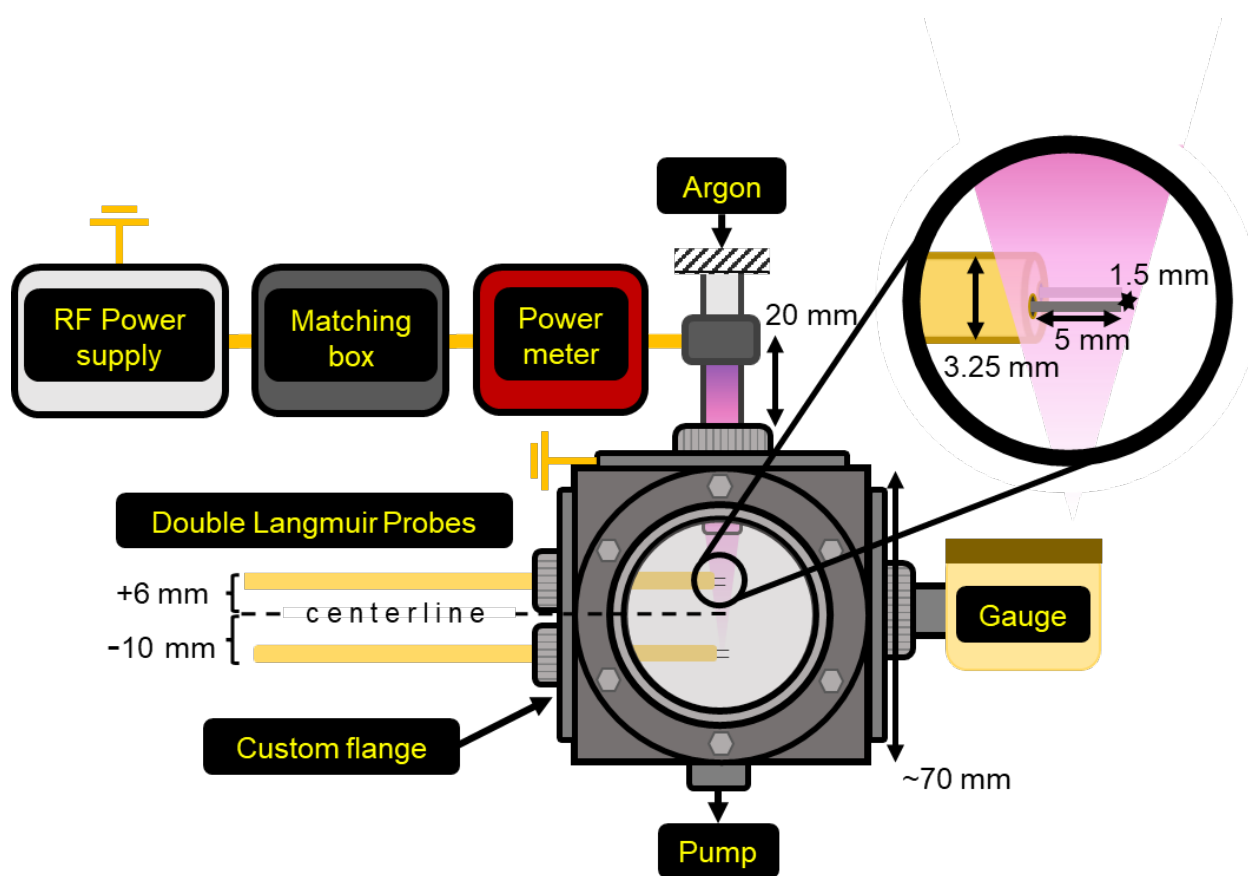 Argon
RF Power
supply
Matching
box
Power
meter
20 mm
1.5 mm
5 mm
3.25 mm
Double Langmuir Probes
+6 mm
centerline
-10 mm
Gauge
Custom flange
~70 mm
Pump